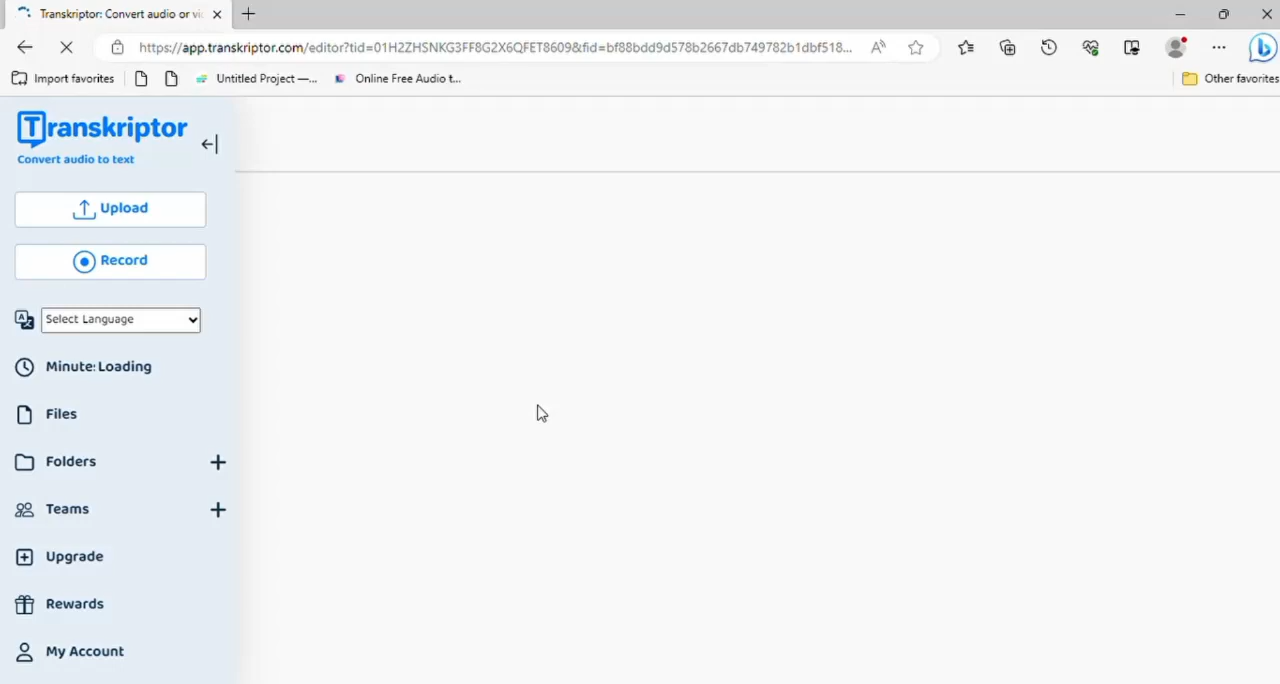 Transkriptor: Convert audio or vi
https://app.transkriptor.com/editor?tid=01H2ZHSNKG3FF8G2X6QFET8609&fid=bf88bdd9d578b2667db749782b1dbf518...
Import favorites
Untitled Project —...
Online Free Audio t...
Other favorites
Transkriptor
Convert audio to text
Upload
Record
Select Language
Minute:Loading
Files
Folders
Teams
Upgrade
Rewards
My Account